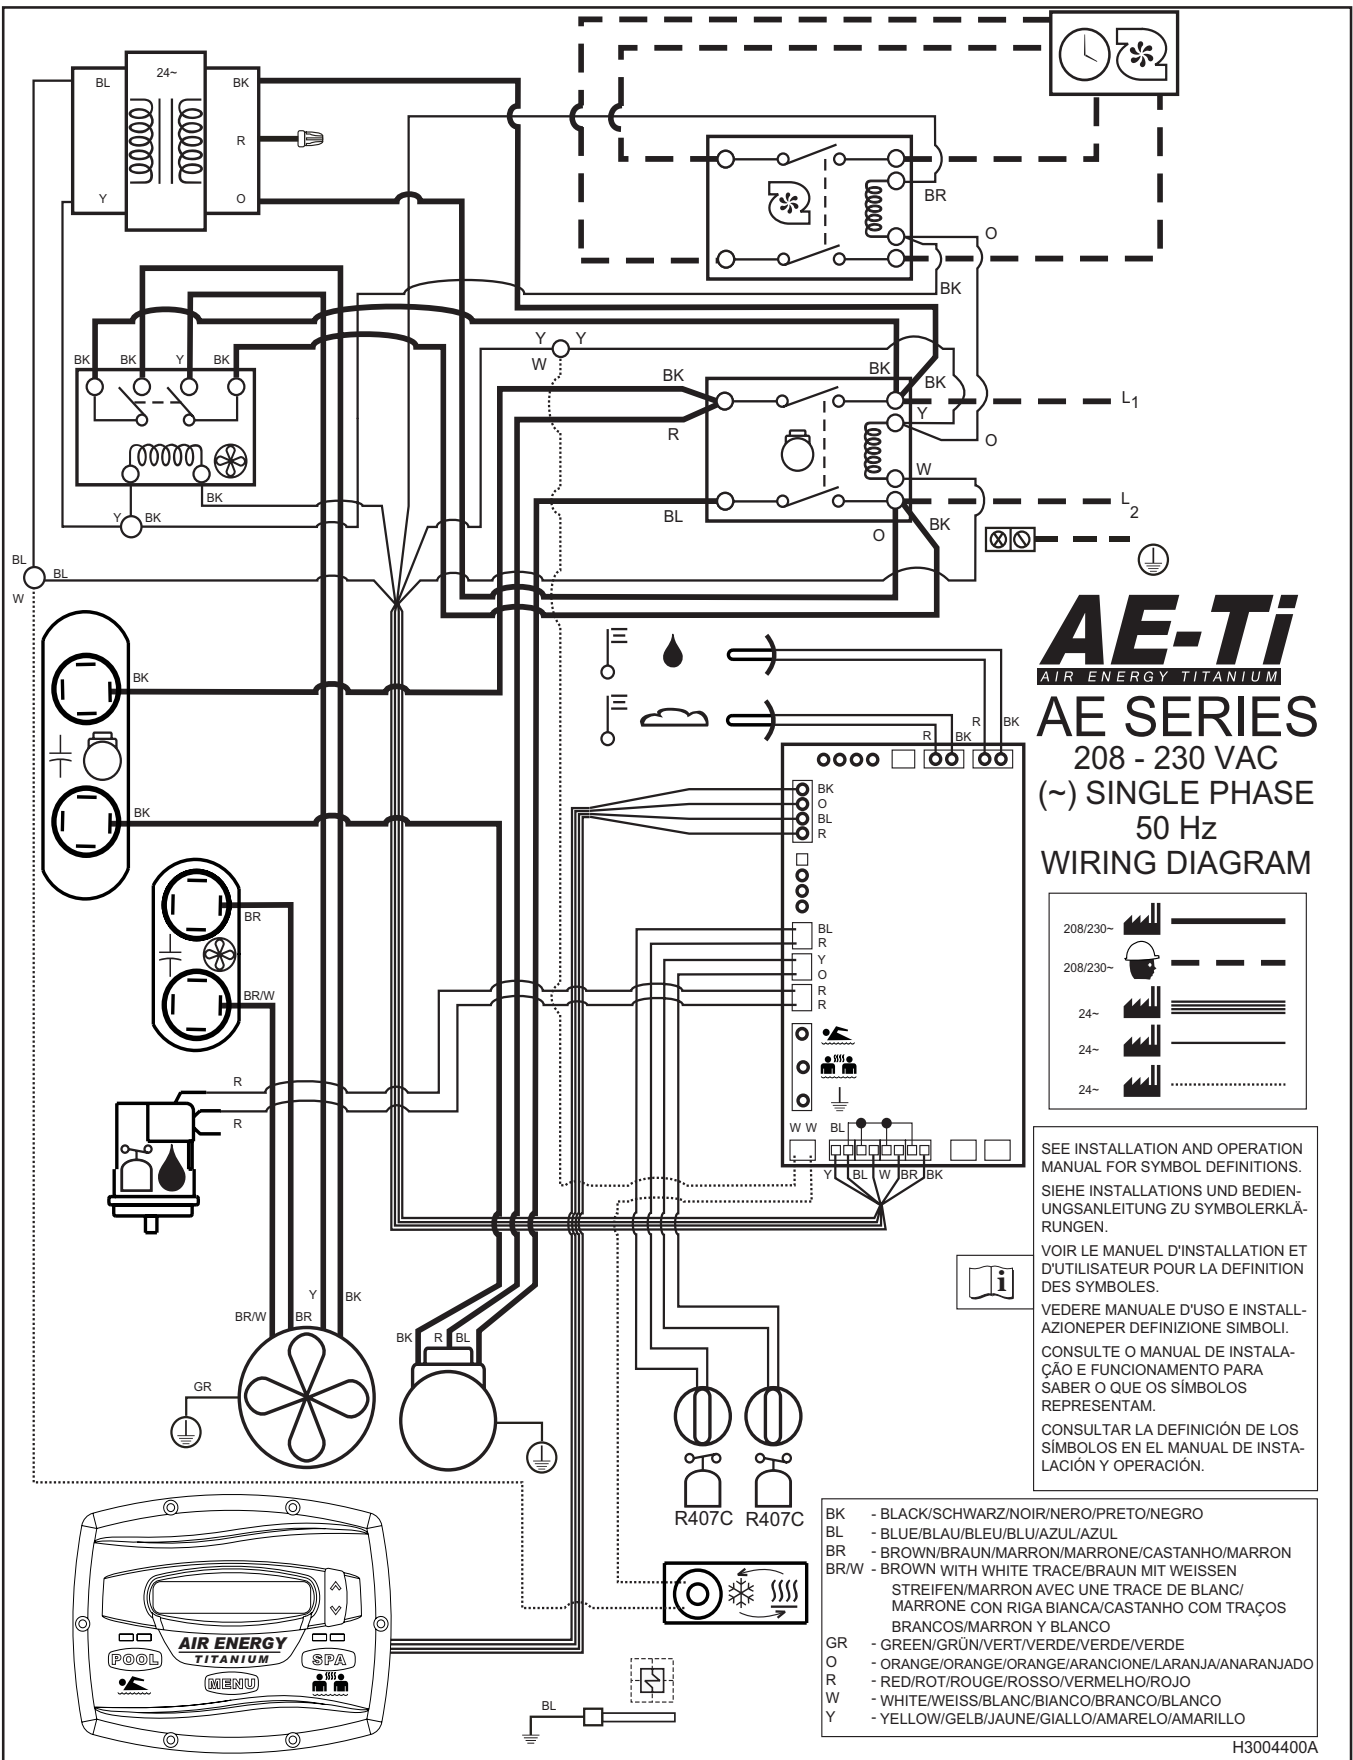 24~
BL
BK
R
Y
O
BR
O
BK
Y
Y
W
BK
BK
Y
BK
BK
R
BK
BK
Y
O
L1
BK
Y
BK
W
BL
O
BK
L2
BL
BL
W
BK
BK
BR
BR/W
R
R
R
BK
R
BK
BK
O
BL
R
BL
R
Y
O
R
R
W W
BL
Y
BL
W
BR
BK
AE-Ti
AIR ENERGY TITANIUM
AE SERIES
208 - 230 VAC
(~) SINGLE PHASE
50 Hz
WIRING DIAGRAM
208/230~
208/230~
24~
24~
24~
SEE INSTALLATION AND OPERATION
MANUAL FOR SYMBOL DEFINITIONS.
SIEHE INSTALLATIONS UND BEDIEN-
UNGSANLEITUNG ZU SYMBOLERKLÄ-
RUNGEN.
VOIR LE MANUEL D'INSTALLATION ET
D'UTILISATEUR POUR LA DEFINITION
DES SYMBOLES.
VEDERE MANUALE D'USO E INSTALL-
AZIONEPER DEFINIZIONE SIMBOLI.
CONSULTE O MANUAL DE INSTALA-
ÇÃO E FUNCIONAMENTO PARA
SABER O QUE OS SÍMBOLOS
REPRESENTAM.
CONSULTAR LA DEFINICIÓN DE LOS
SÍMBOLOS EN EL MANUAL DE INSTA-
LACIÓN Y OPERACIÓN.
i
BR/W
BR
Y
BK
GR
BK
R
BL
R407C
R407C
AIR ENERGY
TITANIUM
POOL
MENU
SPA
BL
BK - BLACK/SCHWARZ/NOIR/NERO/PRETO/NEGRO
BL - BLUE/BLAU/BLEU/BLU/AZUL/AZUL
BR - BROWN/BRAUN/MARRON/MARRONE/CASTANHO/MARRON
BR/W - BROWN WITH WHITE TRACE/BRAUN MIT WEISSEN
STREIFEN/MARRON AVEC UNE TRACE DE BLANC/
MARRONE CON RIGA BIANCA/CASTANHO COM TRAÇOS
BRANCOS/MARRON Y BLANCO
GR - GREEN/GRÜN/VERT/VERDE/VERDE/VERDE
O - ORANGE/ORANGE/ORANGE/ARANCIONE/LARANJA/ANARANJADO
R - RED/ROT/ROUGE/ROSSO/VERMELHO/ROJO
W - WHITE/WEISS/BLANC/BIANCO/BRANCO/BLANCO
Y - YELLOW/GELB/JAUNE/GIALLO/AMARELO/AMARILLO
H3004400A